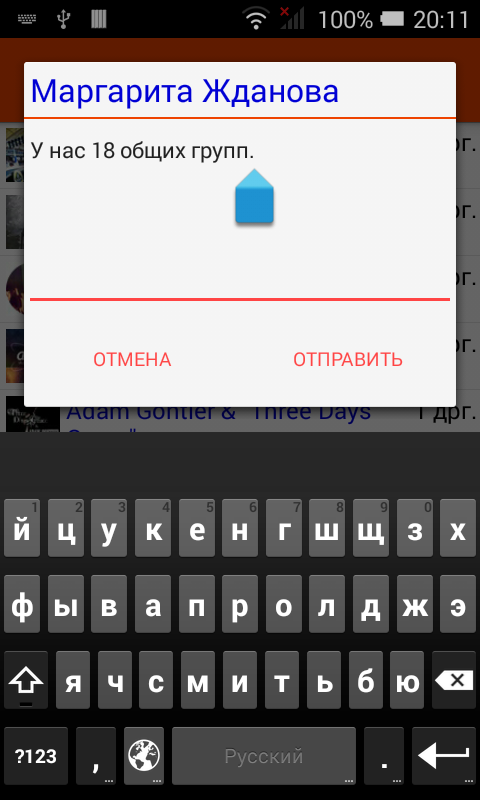 100% 20:11
Маргарита Жданова
рг.
У нас 18 общих групп.
рг.
рг.
рг.
ОТМЕНА ОТПРАВИТЬ
Adam Gontier & "Three Days 1 дрг.
1 2 3 4 5 6 7 8 9 0
й ц у к е н г ш щ з х
ф ы в а п р о л д ж э
я ч с м и т ь б ю
?123 , Русский .